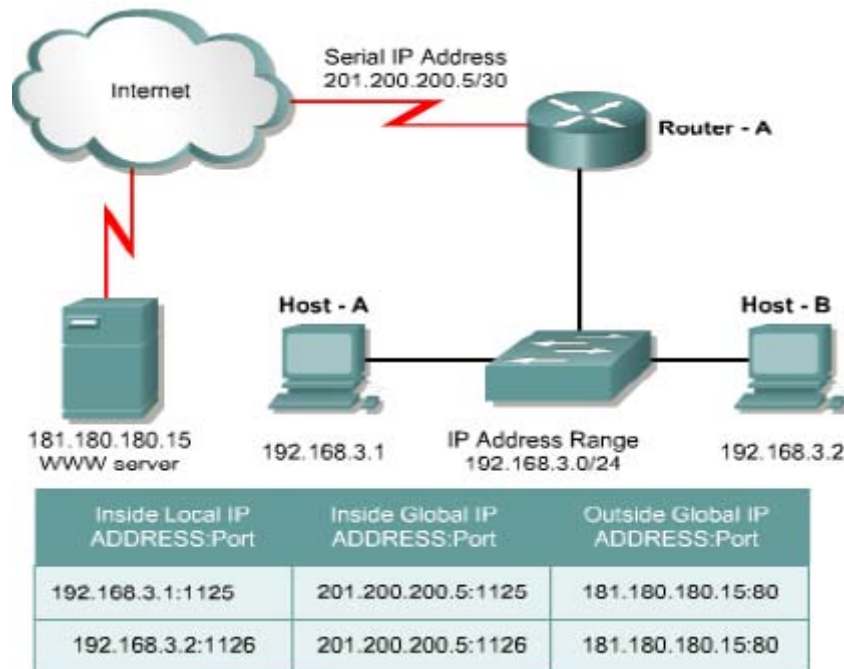 Serial IP Address
201.200.200.5/30
Internet
Router - A
Host - A
Host - B
181.180.180.15
WWW server
192.168.3.1
IP Address Range
192.168.3.0/24
192.168.3.2
Inside Local IP
ADDRESS:Port
Inside Global IP
ADDRESS:Port
Outside Global IP
ADDRESS:Port
192.168.3.1:1125
201.200.200.5:1125
181.180.180.15:80
192.168.3.2:1126
201.200.200.5:1126
181.180.180.15:80